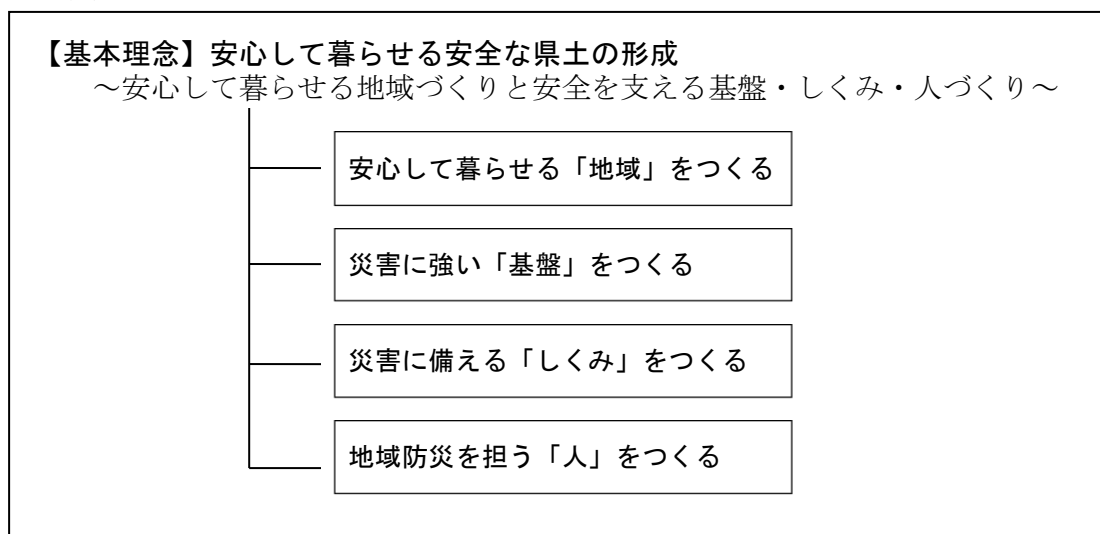 【基本理念】安心して暮らせる安全な県土の形成
～安心して暮らせる地域づくりと安全を支える基盤・しくみ・人づくり～
安心して暮らせる「地域」をつくる
災害に強い「基盤」をつくる
災害に備える「しくみ」をつくる
地域防災を担う「人」をつくる